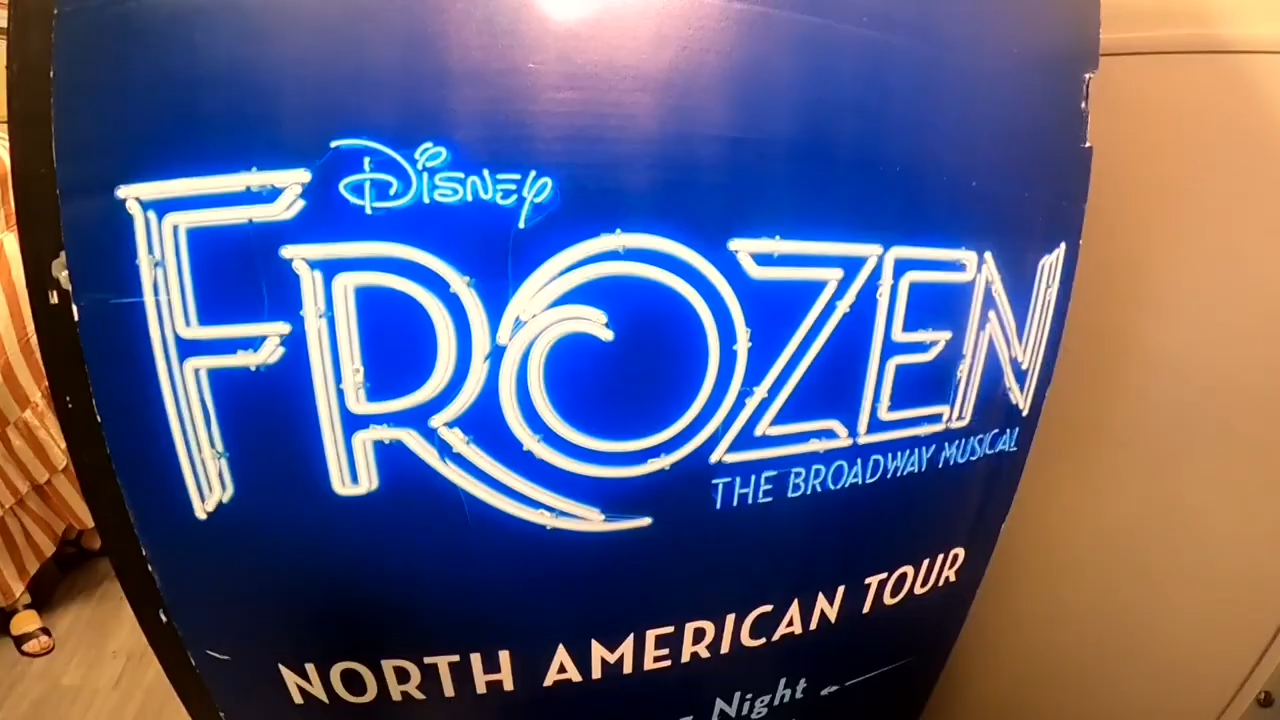 DISNEY
FROZEN
THE BROADWAY MUSICAL
NORTH AMERICAN TOUR
Night